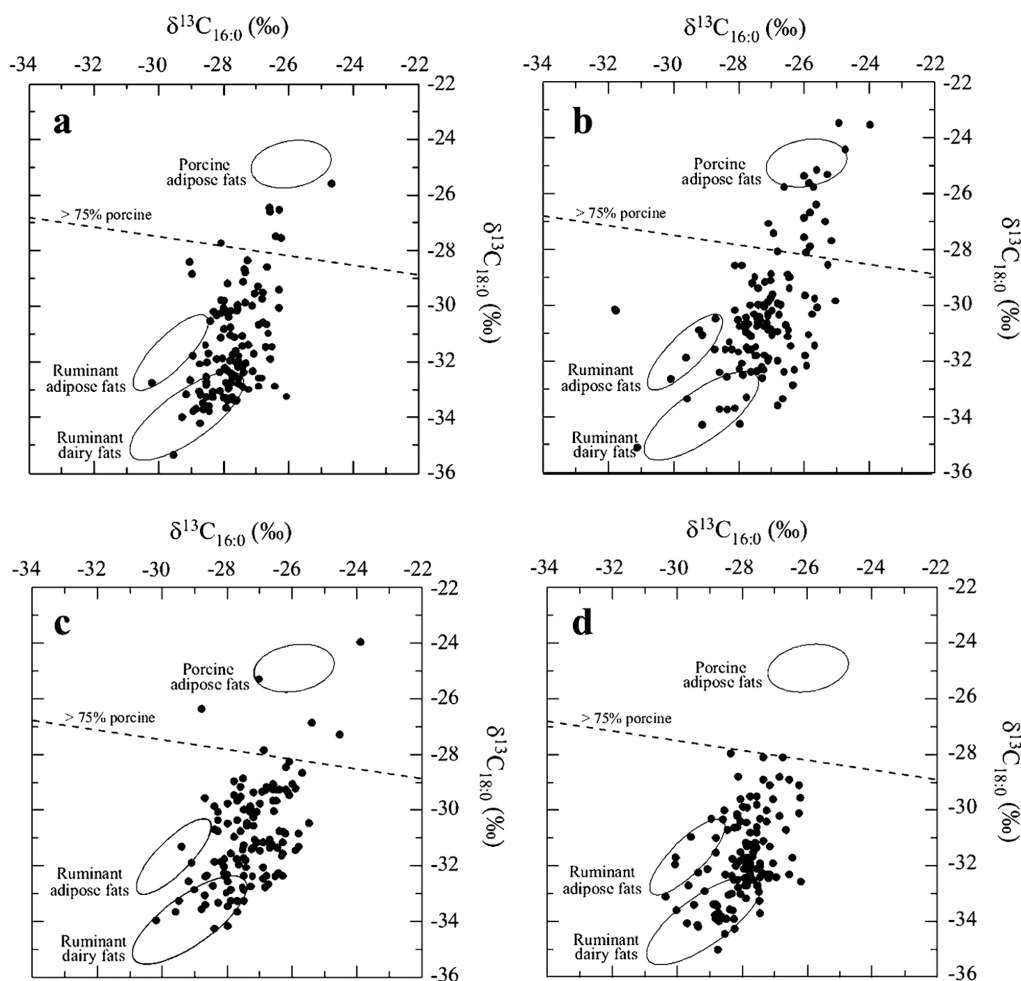 δ13C16:0 (‰)
-34 -32 -30 -28 -26 -24 -22
a
-22
-24
-26
-28
-30
-32
-34
-36
δ13C18:0 (‰)
Porcine
adipose fats
> 75% porcine
Ruminant
adipose fats
Ruminant
dairy fats
δ13C16:0 (‰)
-34 -32 -30 -28 -26 -24 -22
b
-22
-24
-26
-28
-30
-32
-34
-36
δ13C18:0 (‰)
Porcine
adipose fats
> 75% porcine
Ruminant
adipose fats
Ruminant
dairy fats
δ13C16:0 (‰)
-34 -32 -30 -28 -26 -24 -22
c
-22
-24
-26
-28
-30
-32
-34
-36
δ13C18:0 (‰)
Porcine
adipose fats
> 75% porcine
Ruminant
adipose fats
Ruminant
dairy fats
δ13C16:0 (‰)
-34 -32 -30 -28 -26 -24 -22
d
-22
-24
-26
-28
-30
-32
-34
-36
δ13C18:0 (‰)
Porcine
adipose fats
> 75% porcine
Ruminant
adipose fats
Ruminant
dairy fats